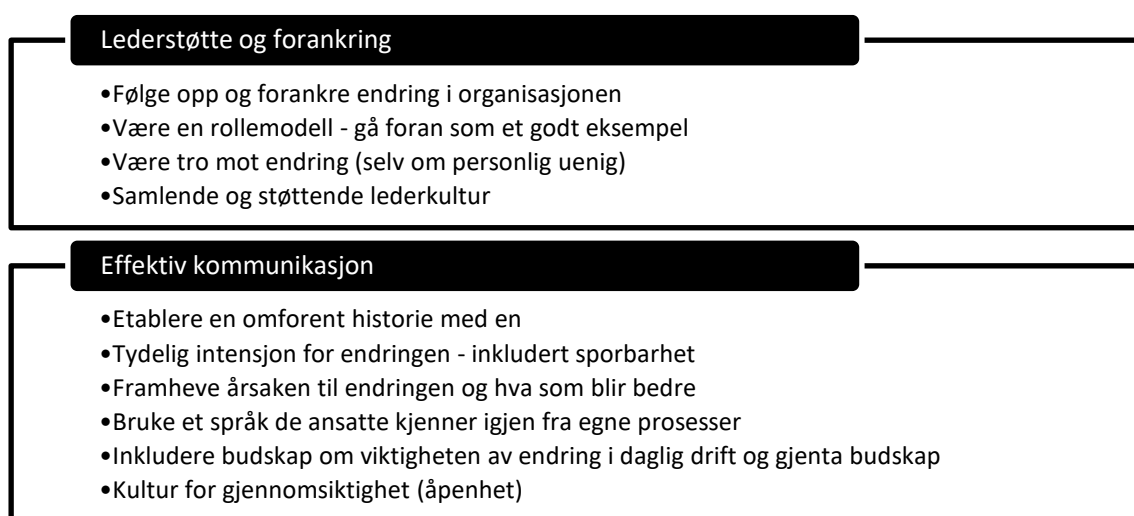 Lederstøtte og forankring
•Følge opp og forankre endring i organisasjonen
•Være en rollemodell - gå foran som et godt eksempel
•Være tro mot endring (selv om personlig uenig)
•Samlende og støttende lederkultur
Effektiv kommunikasjon
•Etablere en omforent historie med en
•Tydelig intensjon for endringen - inkludert sporbarhet
•Framheve årsaken til endringen og hva som blir bedre
•Bruke et språk de ansatte kjenner igjen fra egne prosesser
•Inkludere budskap om viktigheten av endring i daglig drift og gjenta budskap
•Kultur for gjennomsiktighet (åpenhet)